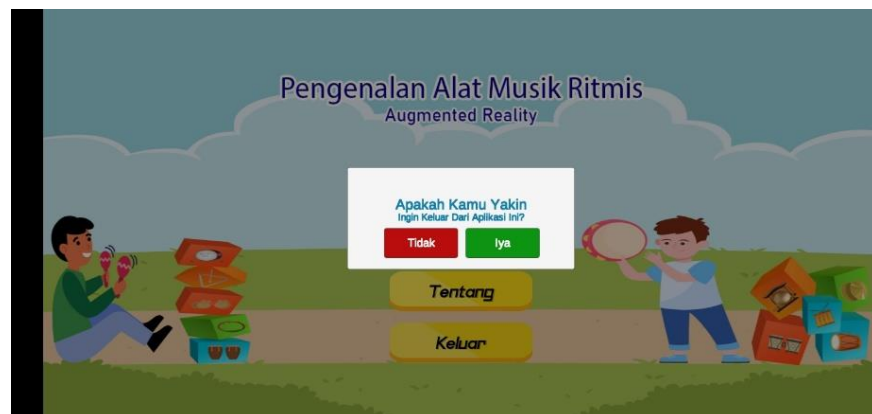 Pengenalan Alat Musik Ritmis
Augmented Reality
Apakah Kamu Yakin
Ingin Keluar Dari Aplikasi Ini?
Tidak
Iya
Tentang
Keluar